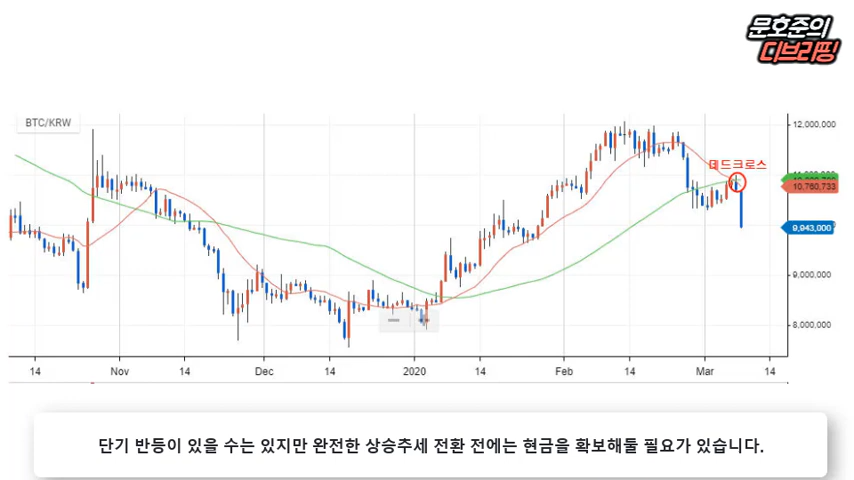 문호준의
디브리핑
BTC/KRW
12,000,000
데드크로스
10,760,733
9,943,000
9,000,000
8,000,000
14 Nov 14 Dec 14 2020 14 Feb 14 Mar 14
단기 반등이 있을 수는 있지만 완전한 상승추세 전환 전에는 현금을 확보해둘 필요가 있습니다.